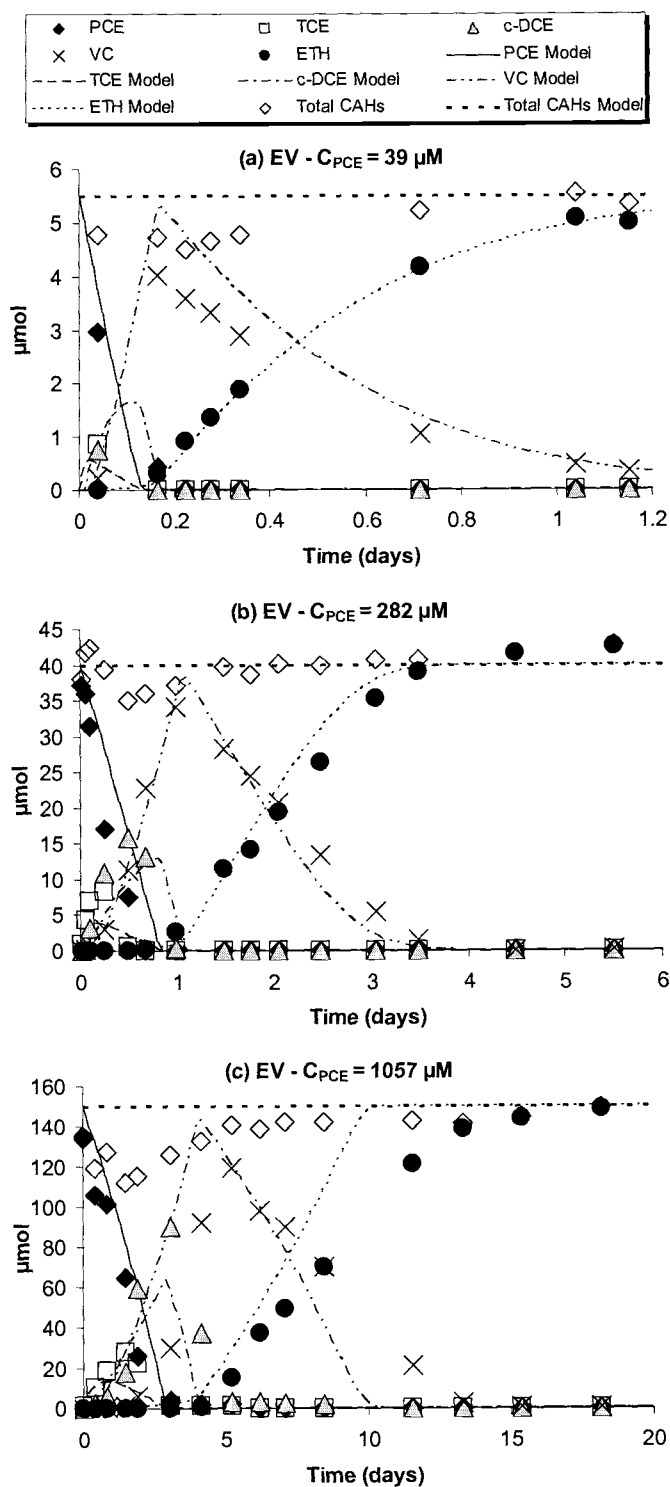 PCE TCE c-DCE
VC ETH PCE Model
TCE Model c-DCE Model VC Model
ETH Model Total CAHs Total CAHs Model
(a) EV - CPCE = 39 µM
6
5
4
3
2
1
0
µmol
0 0.2 0.4 0.6 0.8 1 1.2
Time (days)
(b) EV - CPCE = 282 µM
45
40
35
30
25
20
15
10
5
0
µmol
0 1 2 3 4 5 6
Time (days)
(c) EV - CPCE = 1057 µM
160
140
120
100
80
60
40
20
0
µmol
0 5 10 15 20
Time (days)